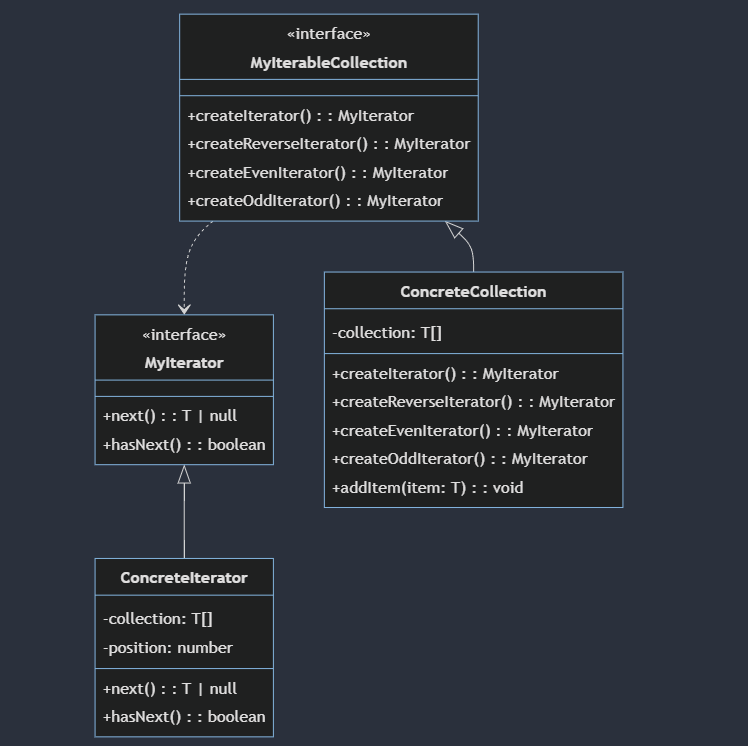 «interface»
MyIterableCollection
+createIterator() : : MyIterator
+createReverseIterator() : : MyIterator
+createEvenIterator() : : MyIterator
+createOddIterator() : : MyIterator
ConcreteCollection
-collection: T[]
+createIterator() : : MyIterator
+createReverseIterator() : : MyIterator
+createEvenIterator() : : MyIterator
+createOddIterator() : : MyIterator
+addItem(item: T) : : void
«interface»
MyIterator
+next() : : T | null
+hasNext() : : boolean
ConcreteIterator
-collection: T[]
-position: number
+next() : : T | null
+hasNext() : : boolean